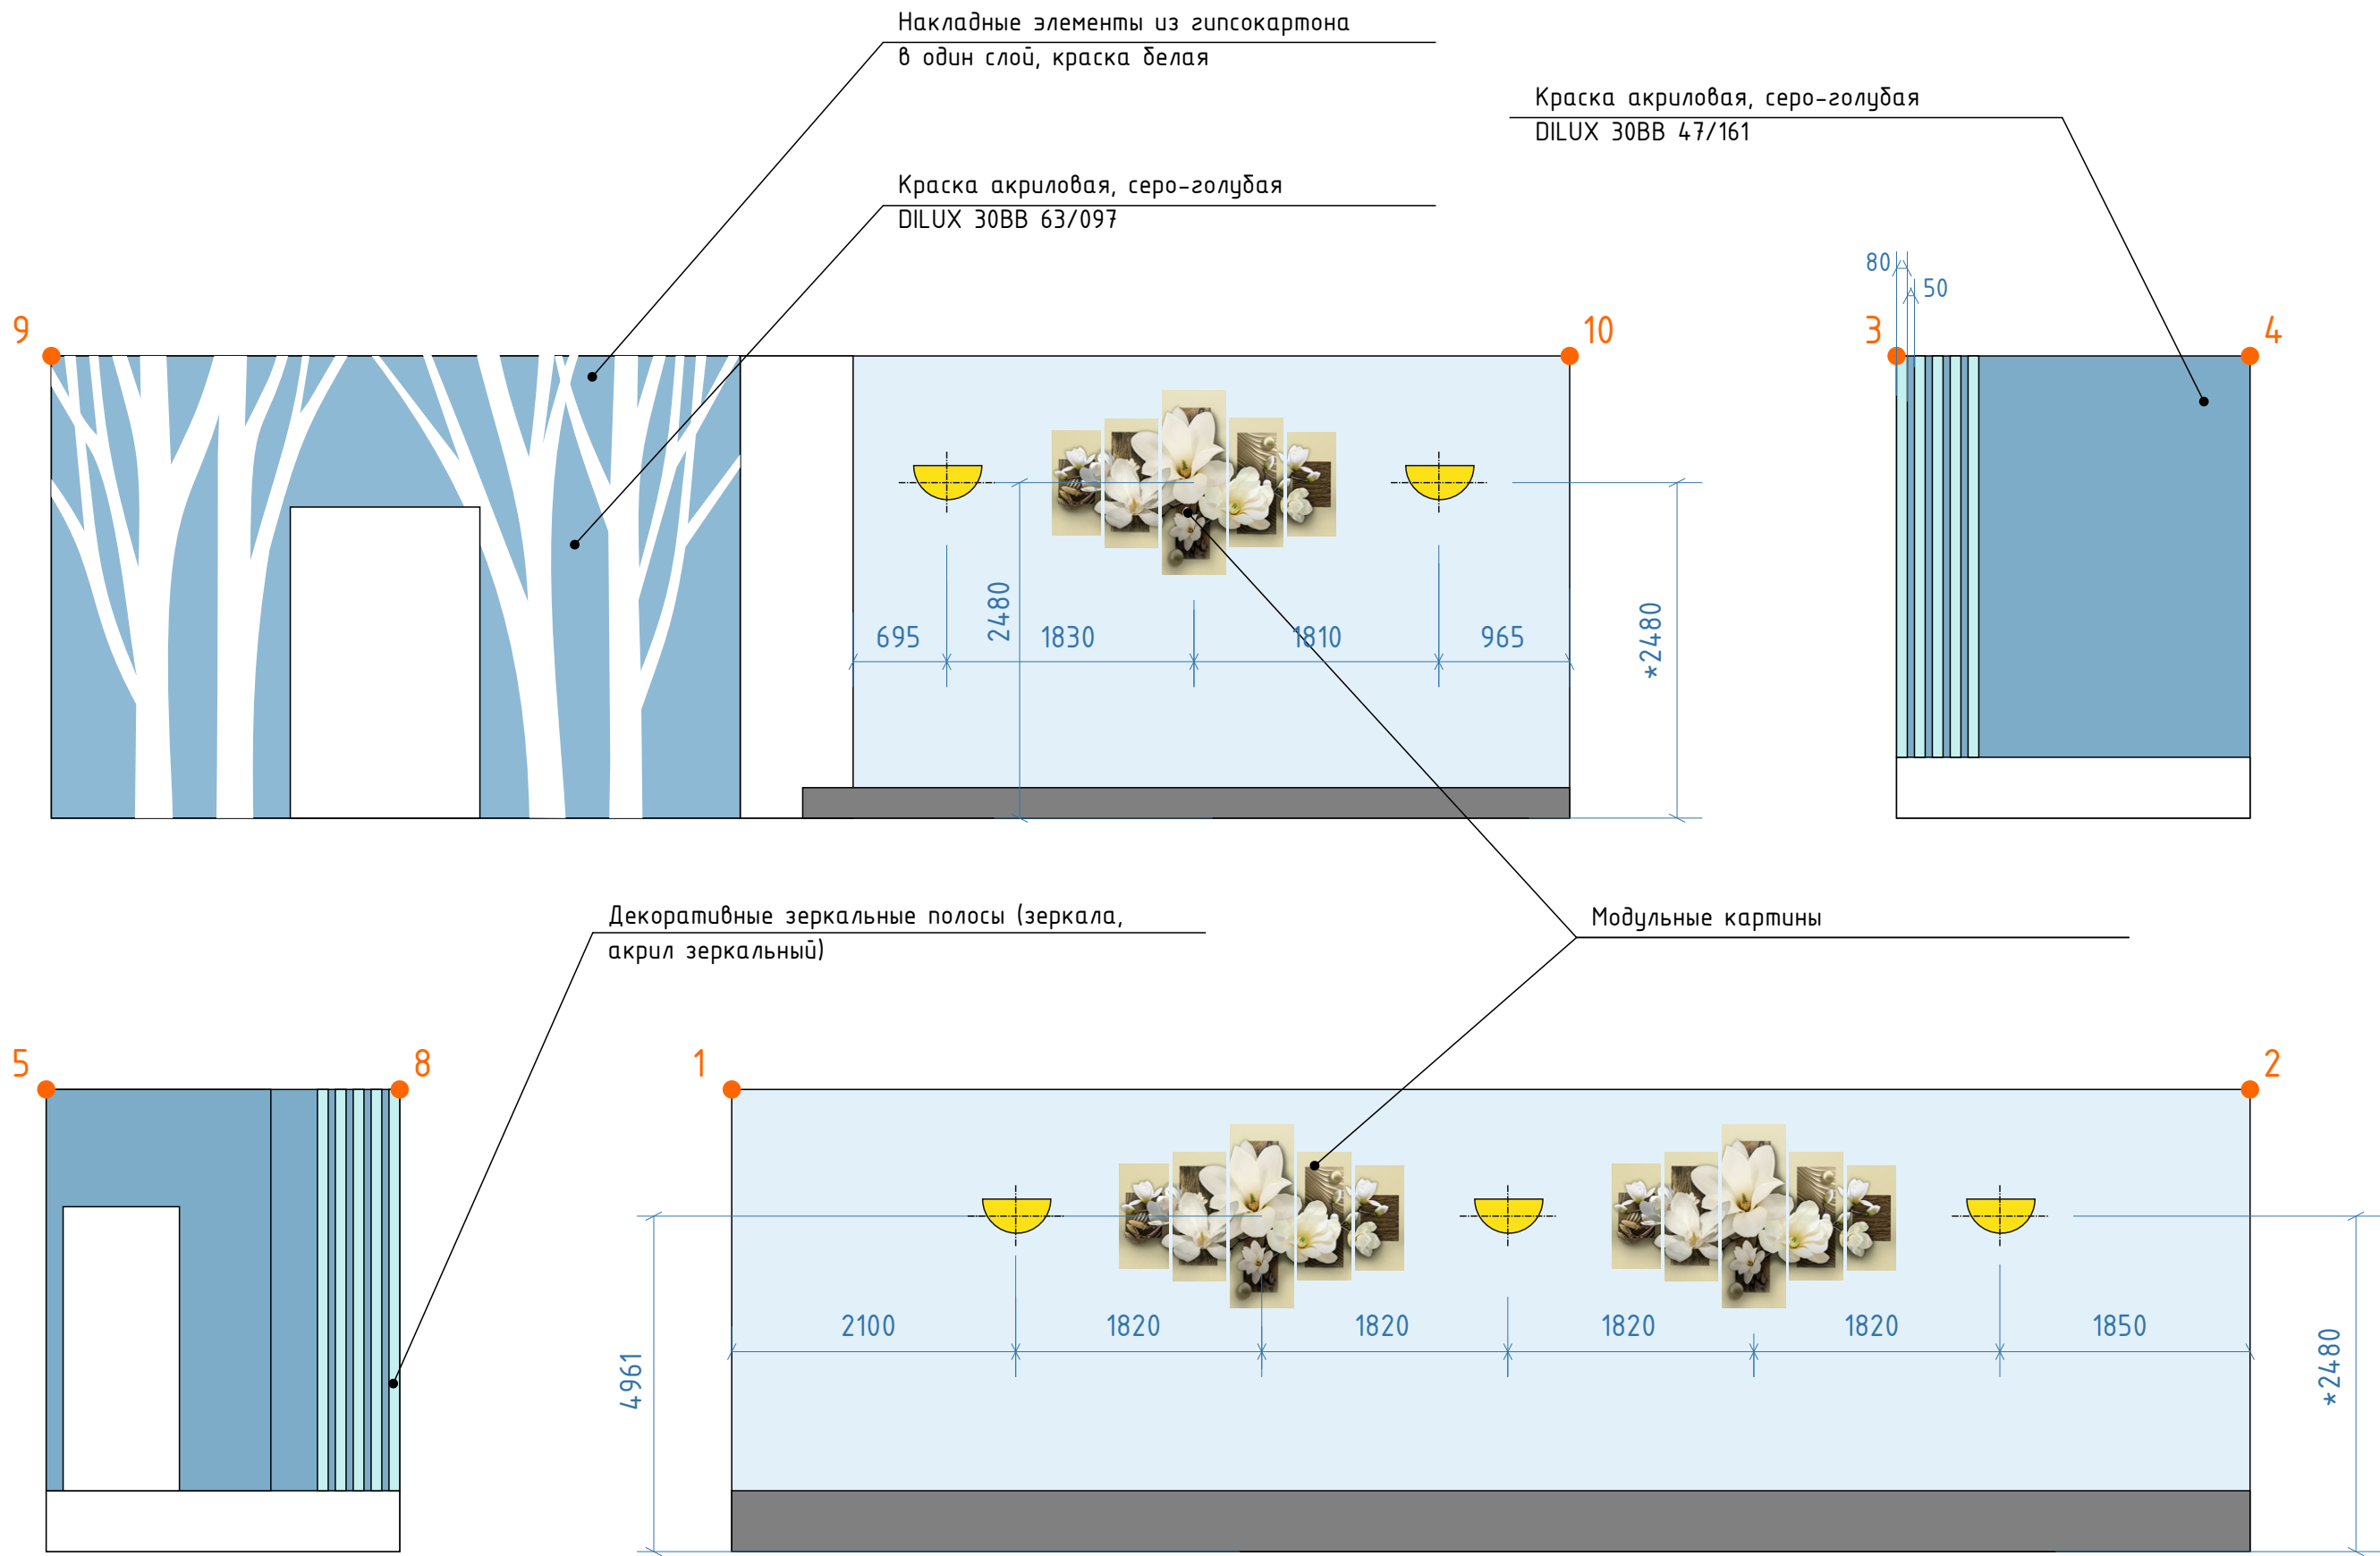 Накладные элементы из гипсокартона
в один слой, краска белая
Краска акриловая, серо-голубая
DILUX 30BB 47/161
Краска акриловая, серо-голубая
DILUX 30BB 63/097
80
50
9
10
3
4
695
2480
1830
1810
965
*2480
Декоративные зеркальные полосы (зеркала,
акрил зеркальный)
Модульные картины
5
8
1
2
4961
2100
1820
1820
1820
1820
1850
*2480